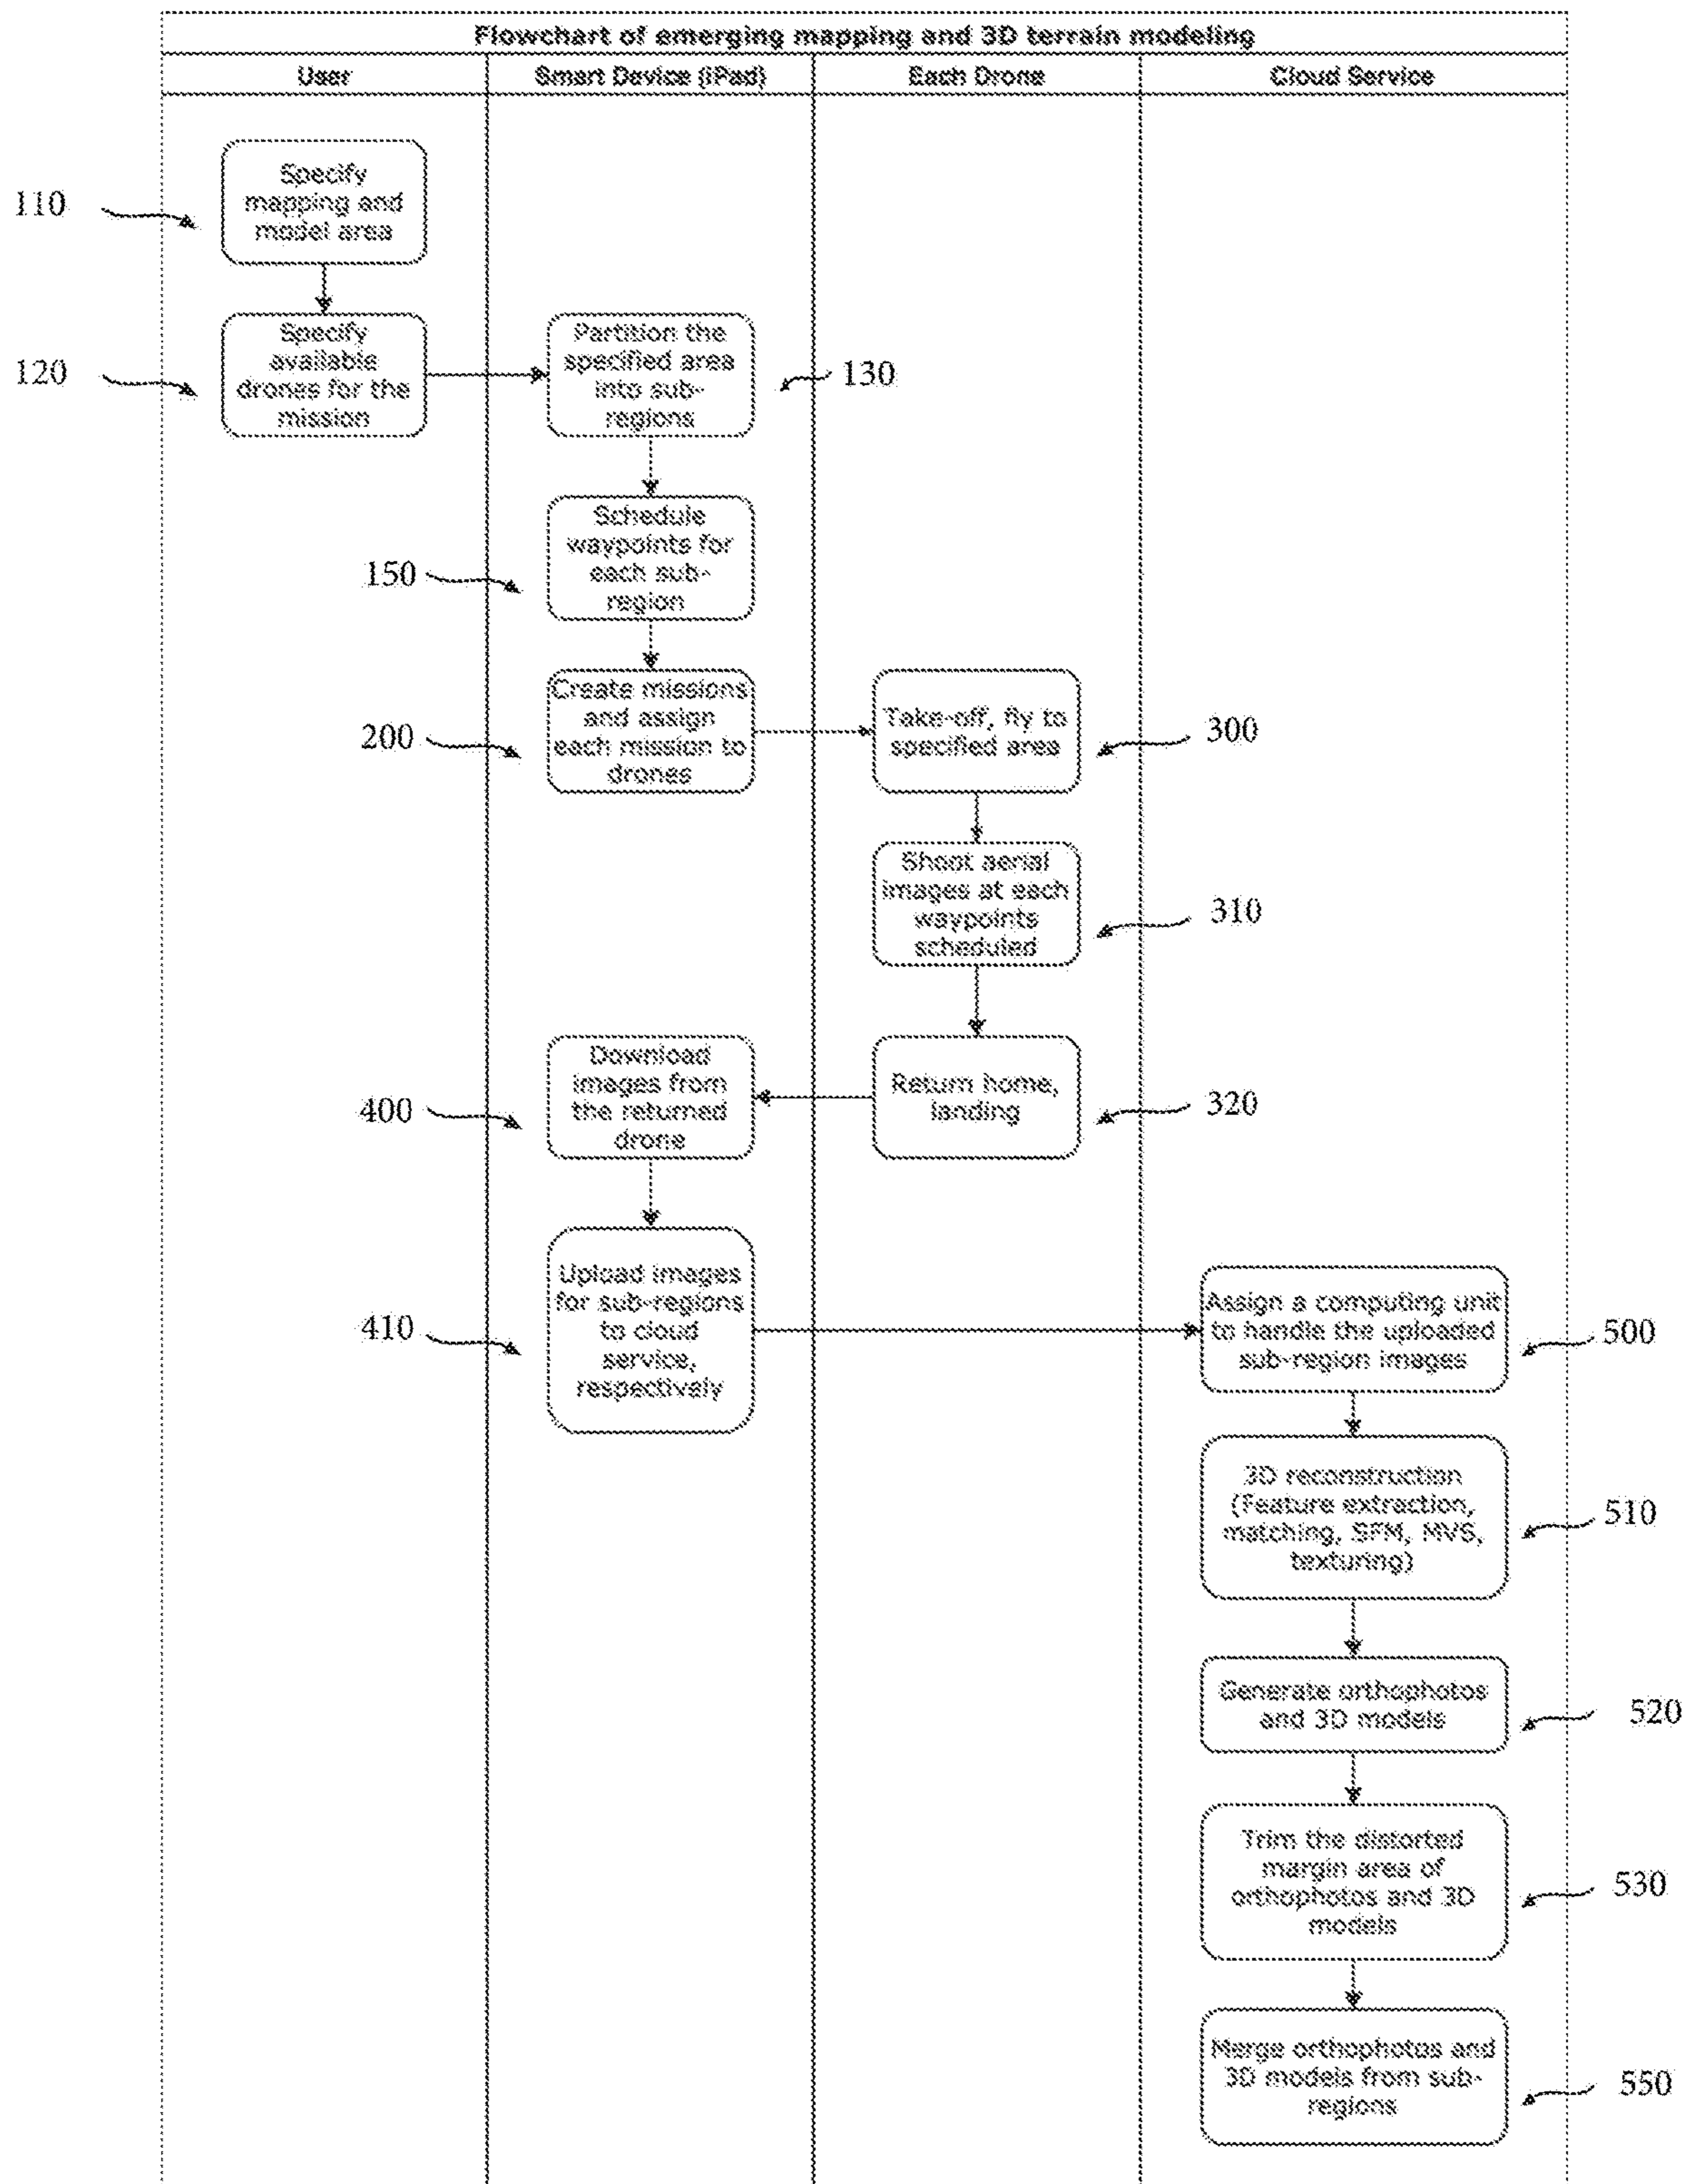 Flowchart of emerging mapping and 3D terrain modeling
User
Smart Device (iPad)
Each Drone
Cloud Service
110
Specify
mapping and
model area
120
Specify
available
drones for the
mission
Partition the
specified area
into sub-
regions
130
150
Schedule
waypoints for
each sub-
region
200
Create missions
and assign
each mission to
drones
Take-off, fly to
specified area
300
Shoot aerial
images at each
waypoints
scheduled
310
400
Download
images from
the returned
drone
Return home,
landing
320
410
Upload images
for sub-regions
to cloud
service,
respectively
Assign a computing unit
to handle the uploaded
sub-region images
500
3D reconstruction
(Feature extraction,
matching, SFM, MVS,
texturing)
510
Generate orthophotos
and 3D models
520
Trim the distorted
margin area of
orthophotos and 3D
models
530
Merge orthophotos and
3D models from sub-
regions
550